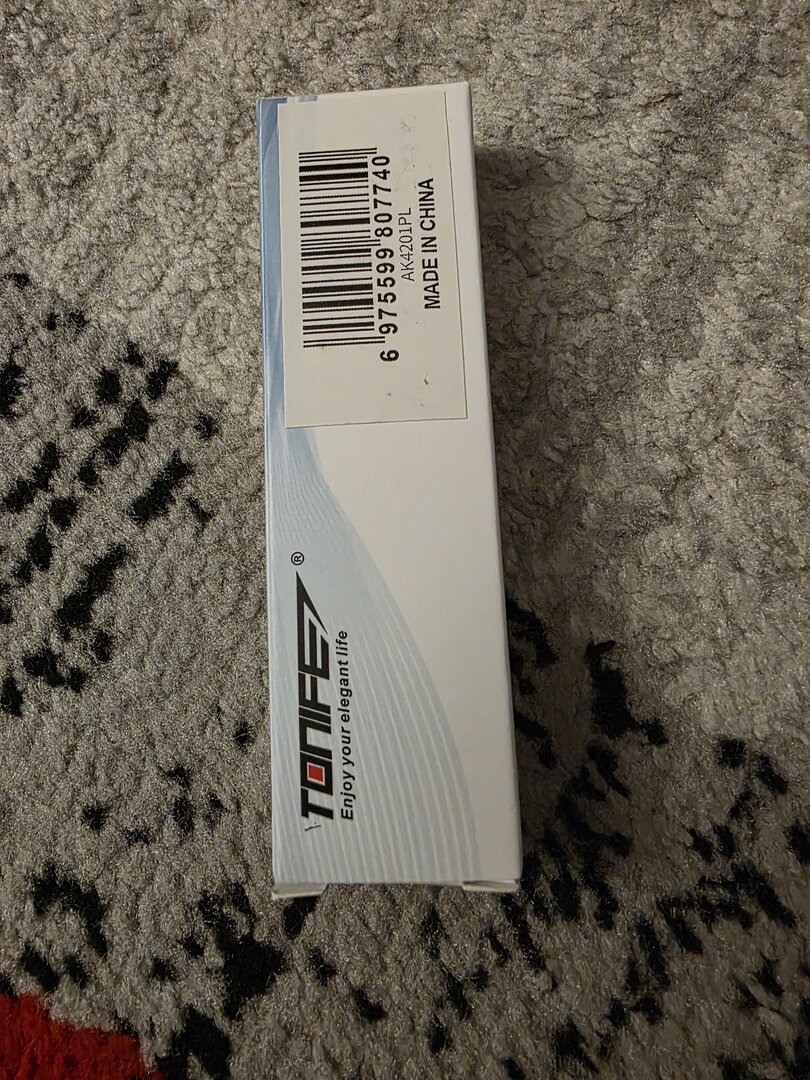 6 975599 807740
AK4201PL
MADE IN CHINA
TONIFE®
Enjoy your elegant life